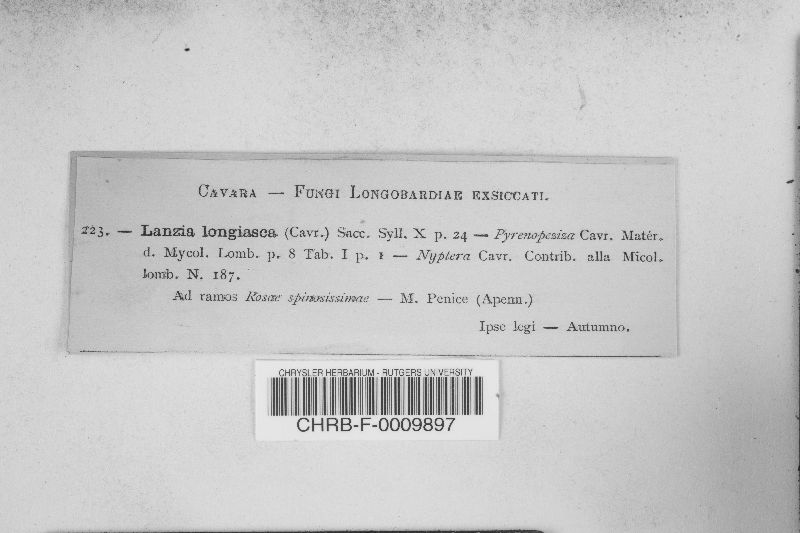 CAVARA — FUNGI LONGOBARDIAE EXSICCATI.
223. — Lanzia longiasca (Cavr.) Sacc. Syll. X p. 24 — Pyrenopeziza Cavr. Matér.
d. Mycol. Lomb. p. 8 Tab. I p. 1 — Nyptera Cavr. Contrib. alla Micol.
lomb. N. 187.
Ad ramos Rosae spinosissimae — M. Penice (Apenn.)
Ipse legi — Autumno.
CHRYSLER HERBARIUM - RUTGERS UNIVERSITY
CHRB-F-0009897